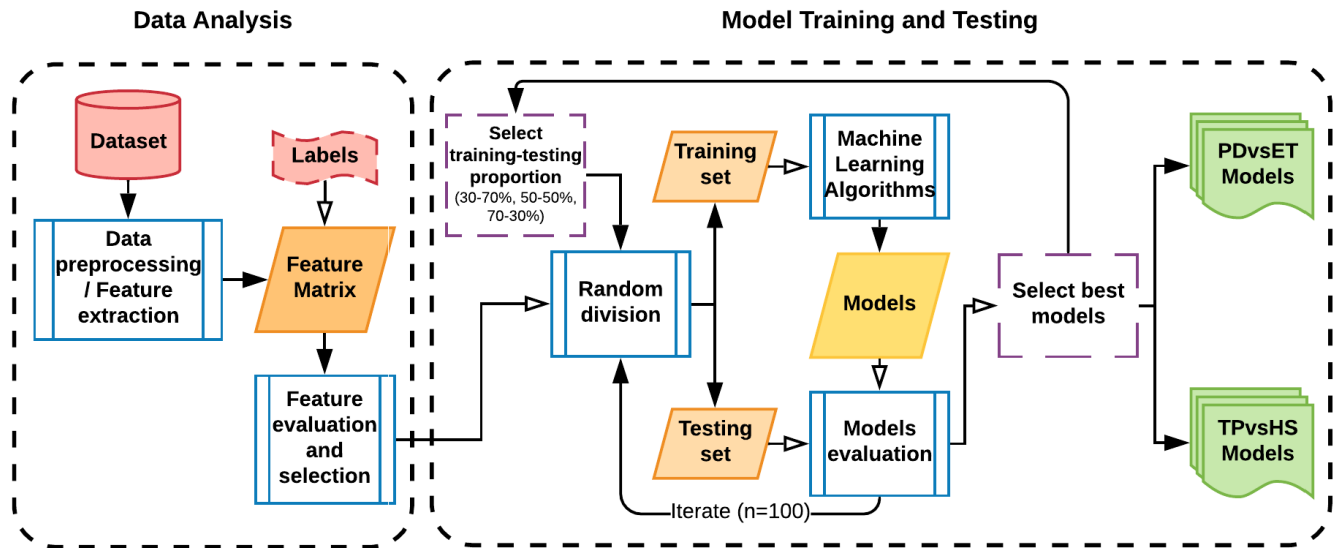 Data Analysis
Model Training and Testing
Dataset
Labels
Data
preprocessing
/ Feature
extraction
Feature
Matrix
Feature
evaluation
and
selection
Select
training-testing
proportion
(30-70%, 50-50%,
70-30%)
Random
division
Training
set
Testing
set
Machine
Learning
Algorithms
Models
Models
evaluation
Iterate (n=100)
Select best
models
PDvsET
Models
TPvsHS
Models